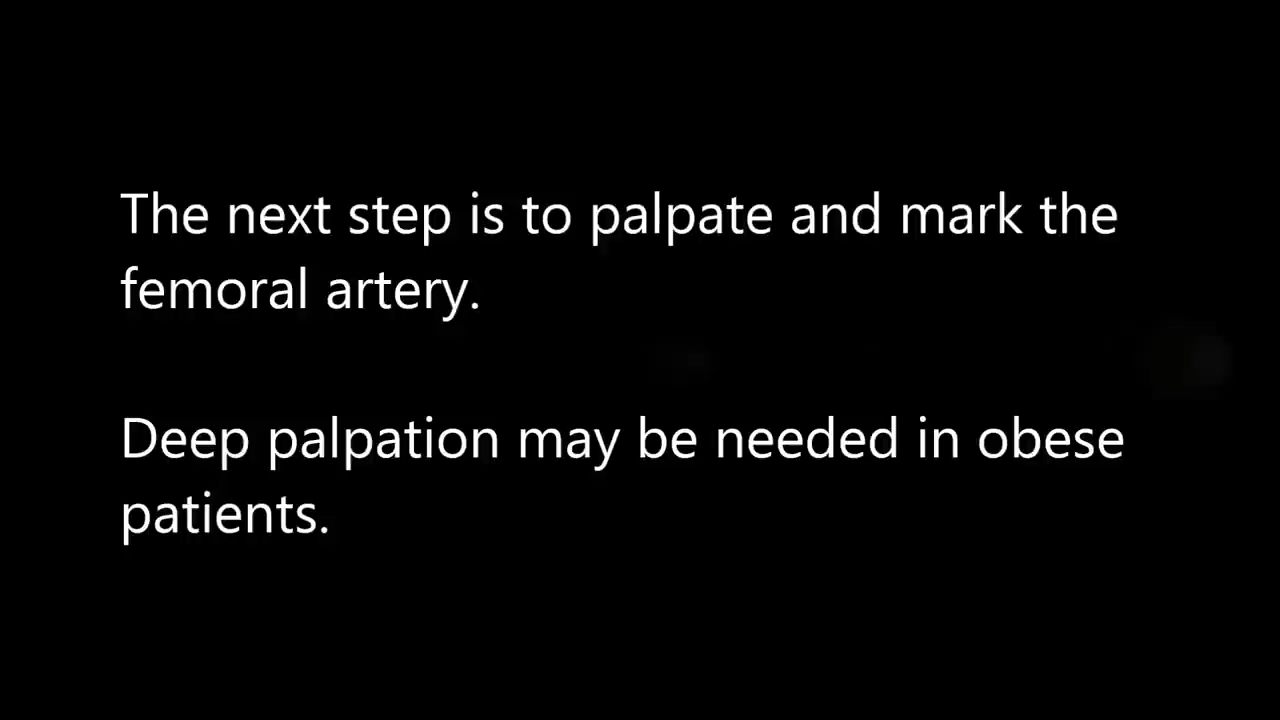 The next step is to palpate and mark the
femoral artery.
Deep palpation may be needed in obese
patients.